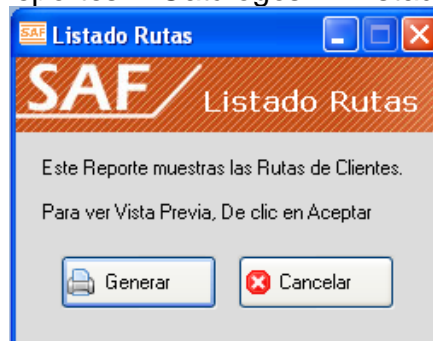 SAF Listado Rutas
SAF Listado Rutas
Este Reporte muestras las Rutas de Clientes.
Para ver Vista Previa, De clic en Aceptar
Generar Cancelar